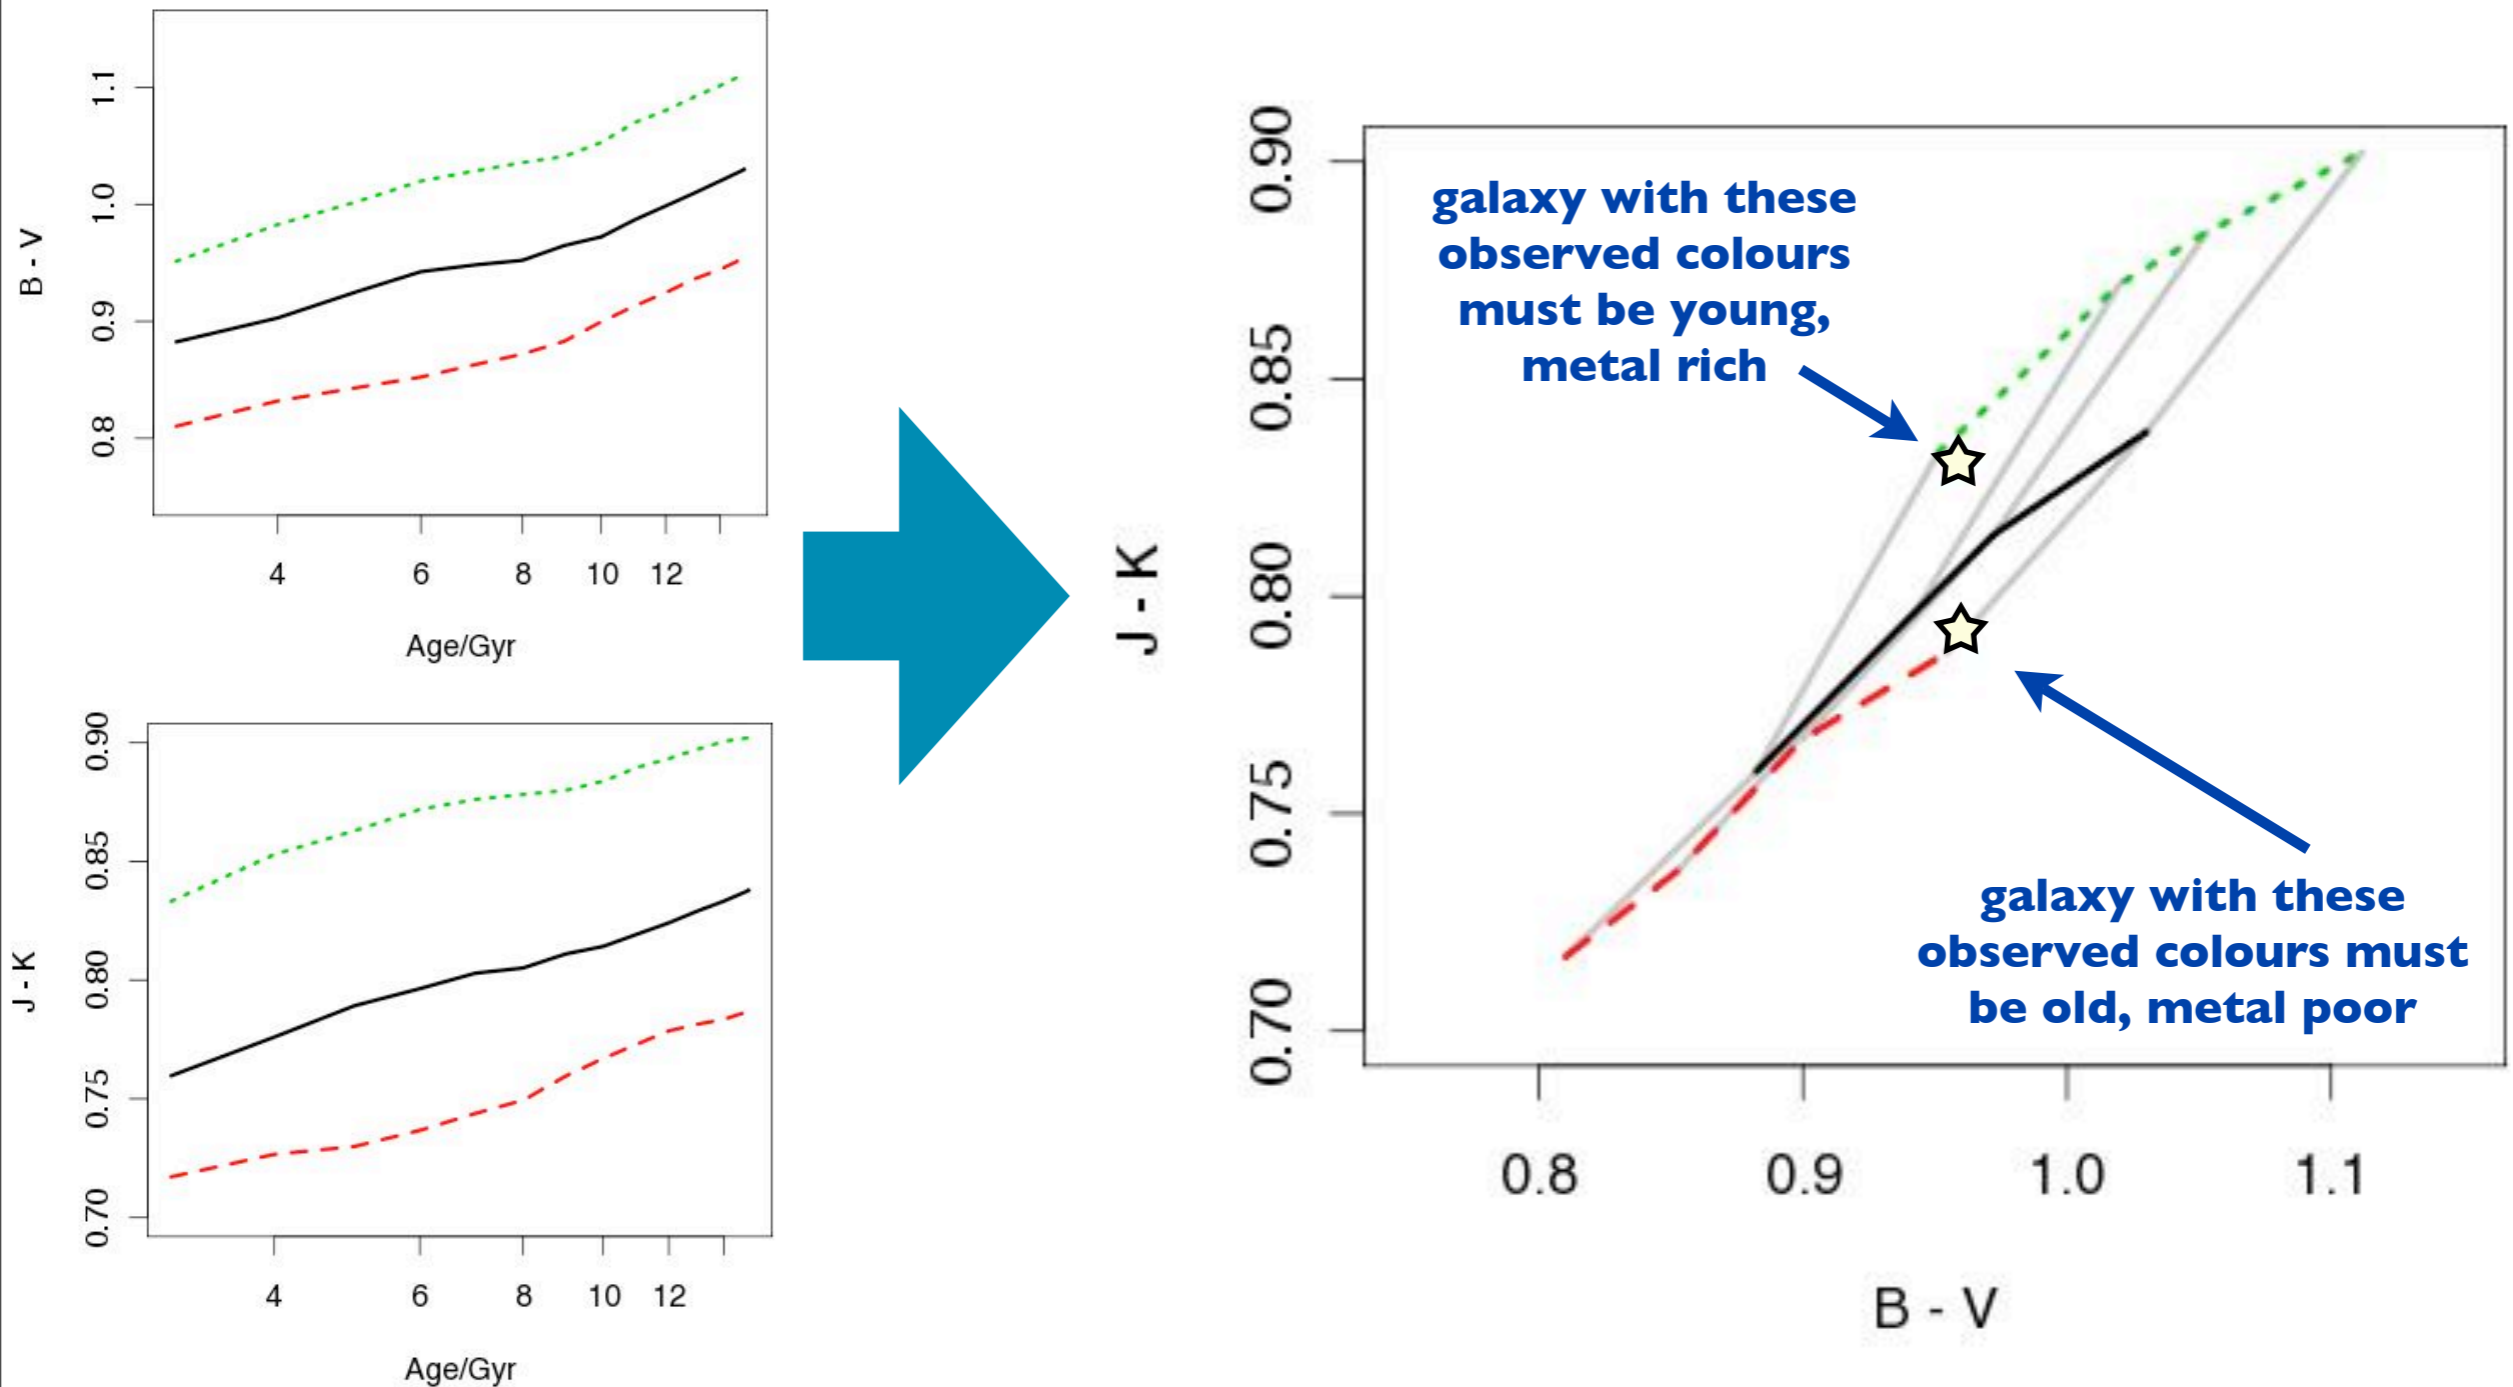 1.1
1.0
0.9
0.8
B - V
4 6 8 10 12
Age/Gyr
0.90
0.85
0.80
0.75
0.70
J - K
4 6 8 10 12
Age/Gyr
galaxy with these
observed colours
must be young,
metal rich
0.90
0.85
0.80
0.75
0.70
J - K
galaxy with these
observed colours must
be old, metal poor
0.8 0.9 1.0 1.1
B - V